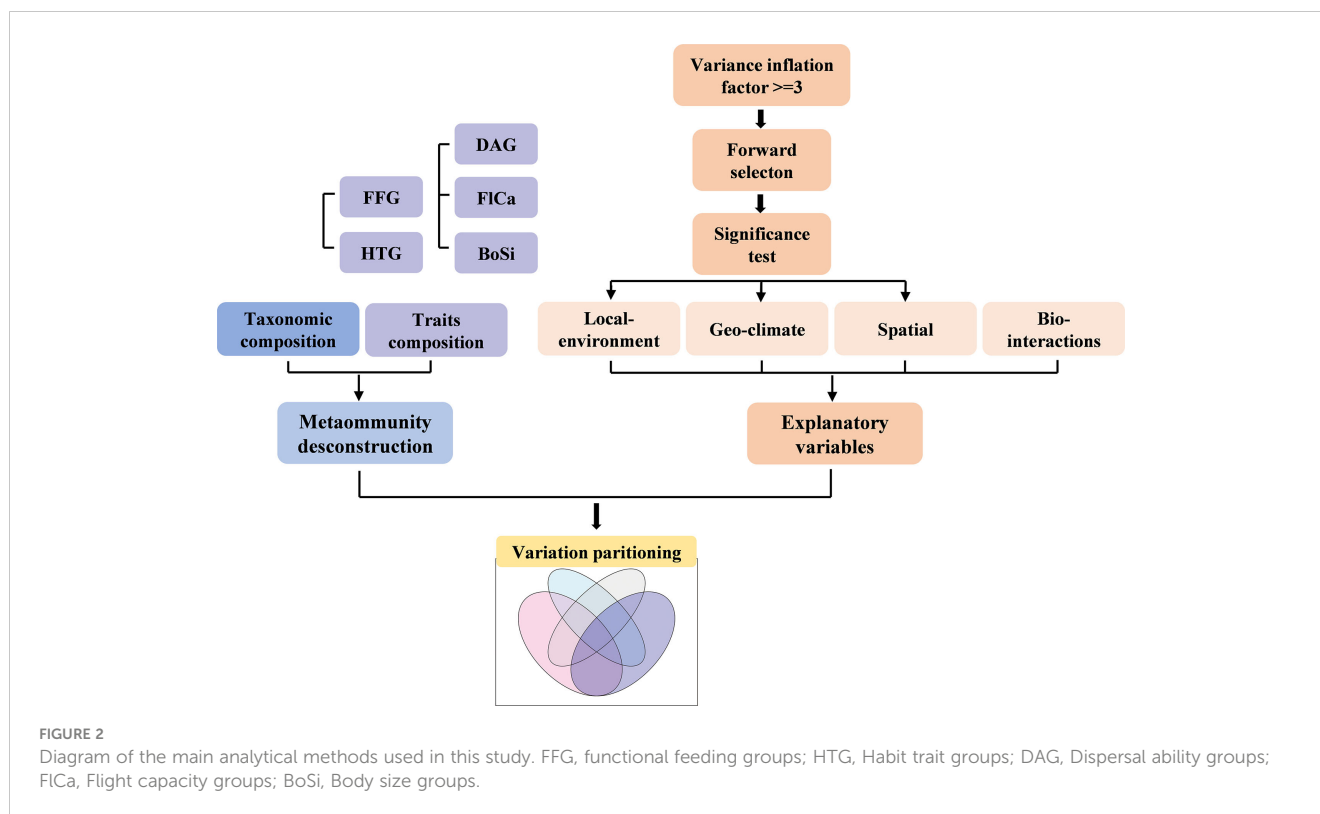 Variance inflation
factor >=3
Forward
selecton
Significance
test
DAG
FFG
FlCa
HTG
BoSi
Taxonomic
composition
Traits
composition
Local-
environment
Geo-climate
Spatial
Bio-
interactions
Metaommunity
desconstruction
Explanatory
variables
Variation paritioning
FIGURE 2
Diagram of the main analytical methods used in this study. FFG, functional feeding groups; HTG, Habit trait groups; DAG, Dispersal ability groups;
FlCa, Flight capacity groups; BoSi, Body size groups.